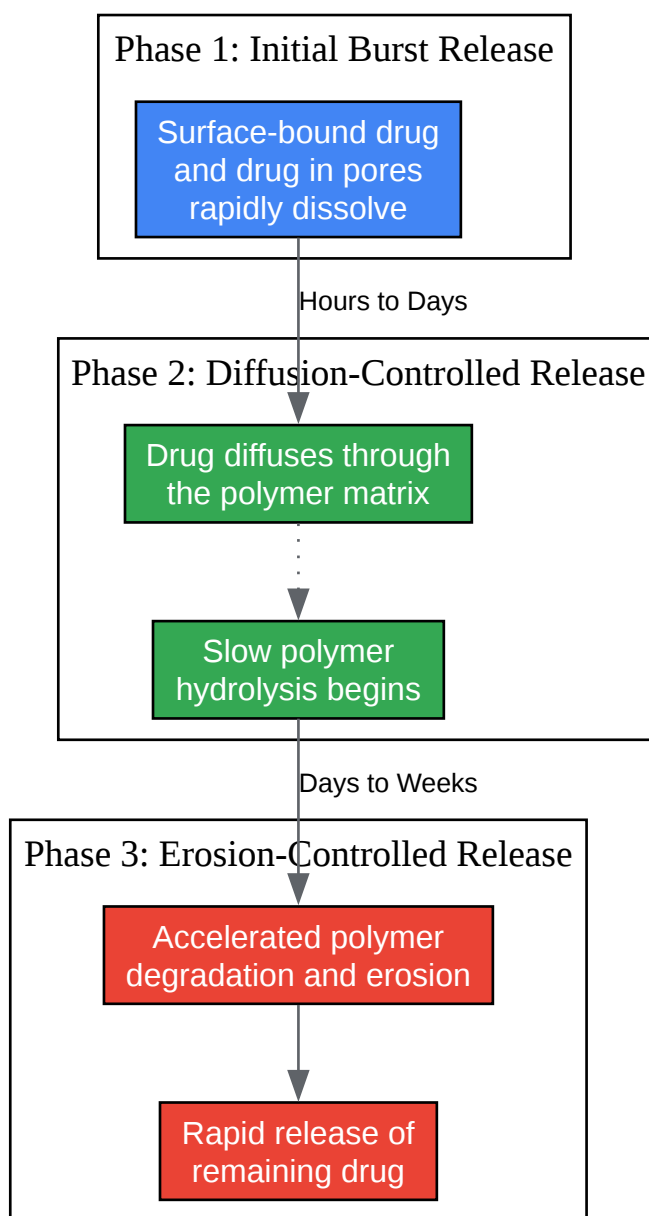 Phase 1: Initial Burst Release
Surface-bound drug
and drug in pores
rapidly dissolve
Hours to Days
Phase 2: Diffusion-Controlled Release
Drug diffuses through
the polymer matrix
Slow polymer
hydrolysis begins
Days to Weeks
Phase 3: Erosion-Controlled Release
Accelerated polymer
degradation and erosion
Rapid release of
remaining drug